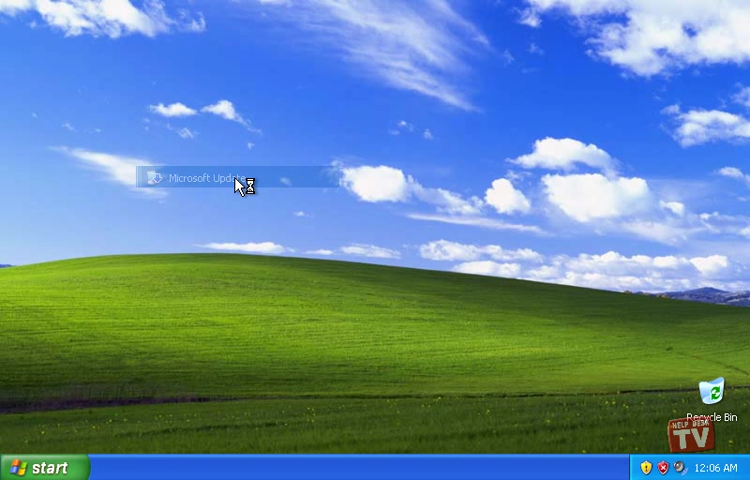 Microsoft Update
Recycle Bin
HELP DESK
TV
start
12:06 AM